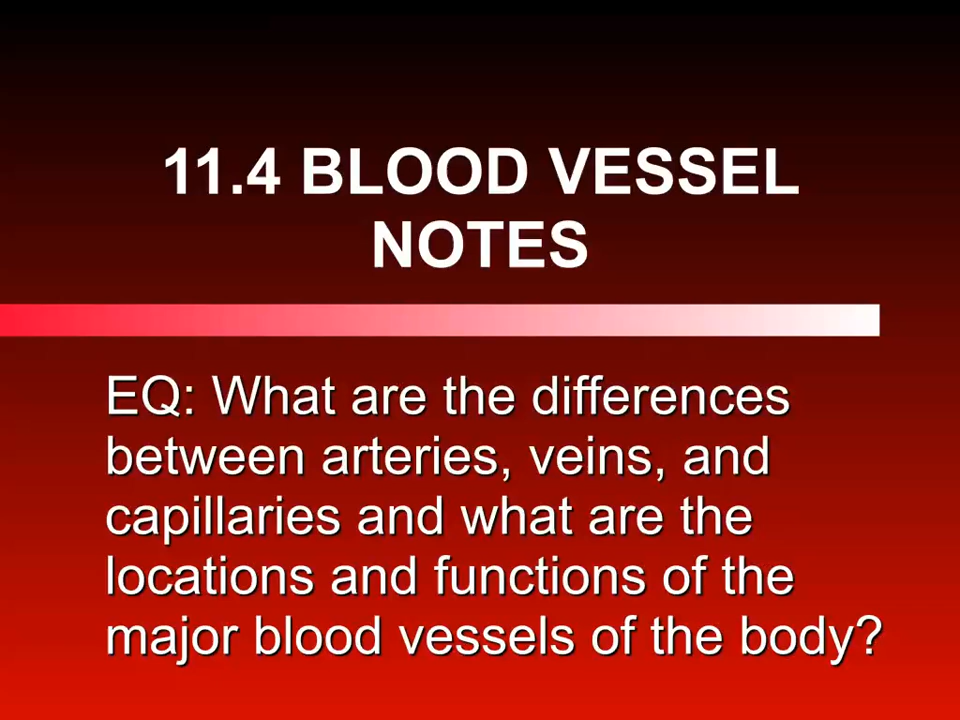 11.4 BLOOD VESSEL
NOTES
EQ: What are the differences
between arteries, veins, and
capillaries and what are the
locations and functions of the
major blood vessels of the body?